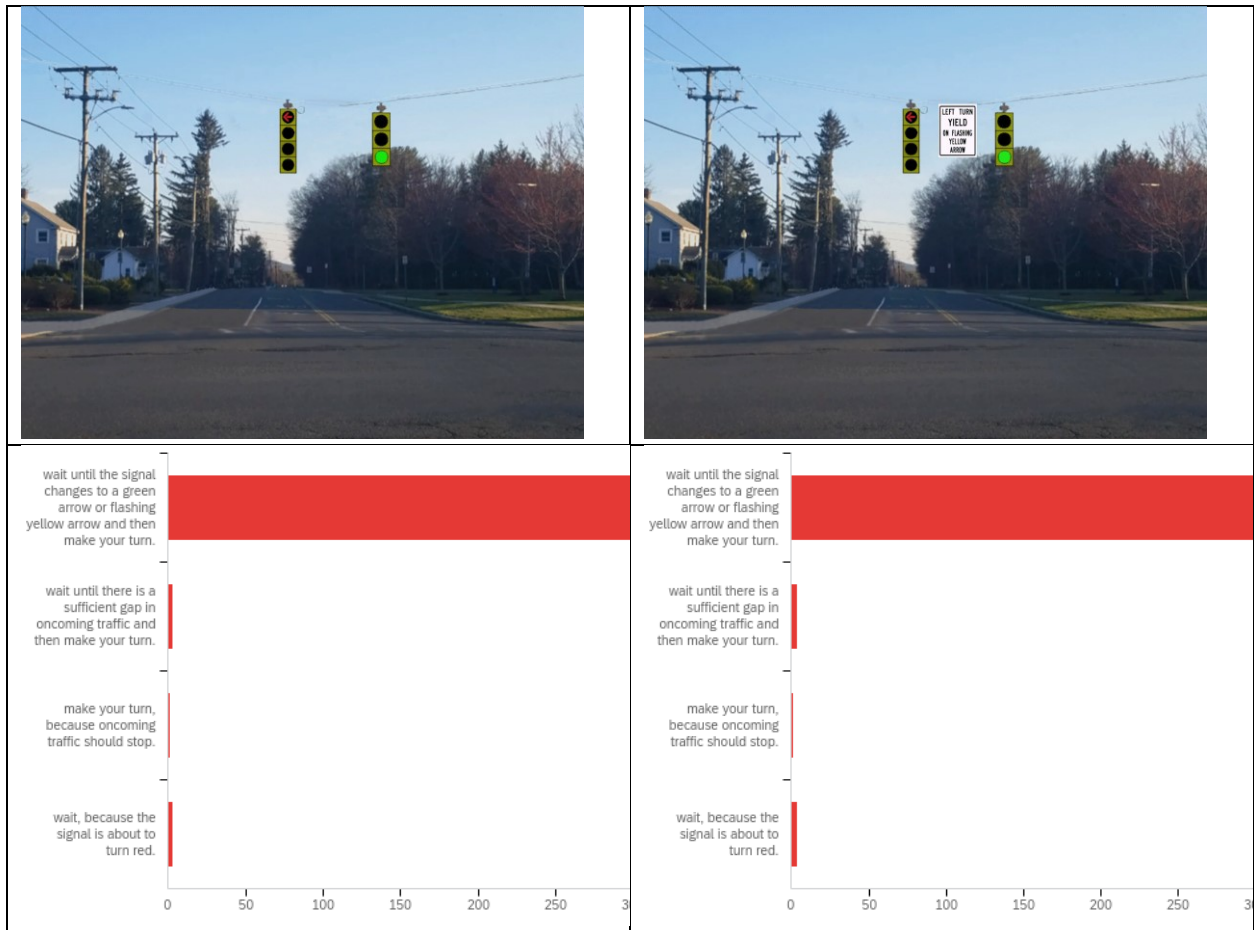 LEFT TURN
YIELD
ON FLASHING
YELLOW
ARROW
wait until the signal
changes to a green
arrow or flashing
yellow arrow and then
make your turn.
wait until there is a
sufficient gap in
oncoming traffic and
then make your turn.
make your turn,
because oncoming
traffic should stop.
wait, because the
signal is about to
turn red.
0 50 100 150 200 250
wait until the signal
changes to a green
arrow or flashing
yellow arrow and then
make your turn.
wait until there is a
sufficient gap in
oncoming traffic and
then make your turn.
make your turn,
because oncoming
traffic should stop.
wait, because the
signal is about to
turn red.
0 50 100 150 200 250